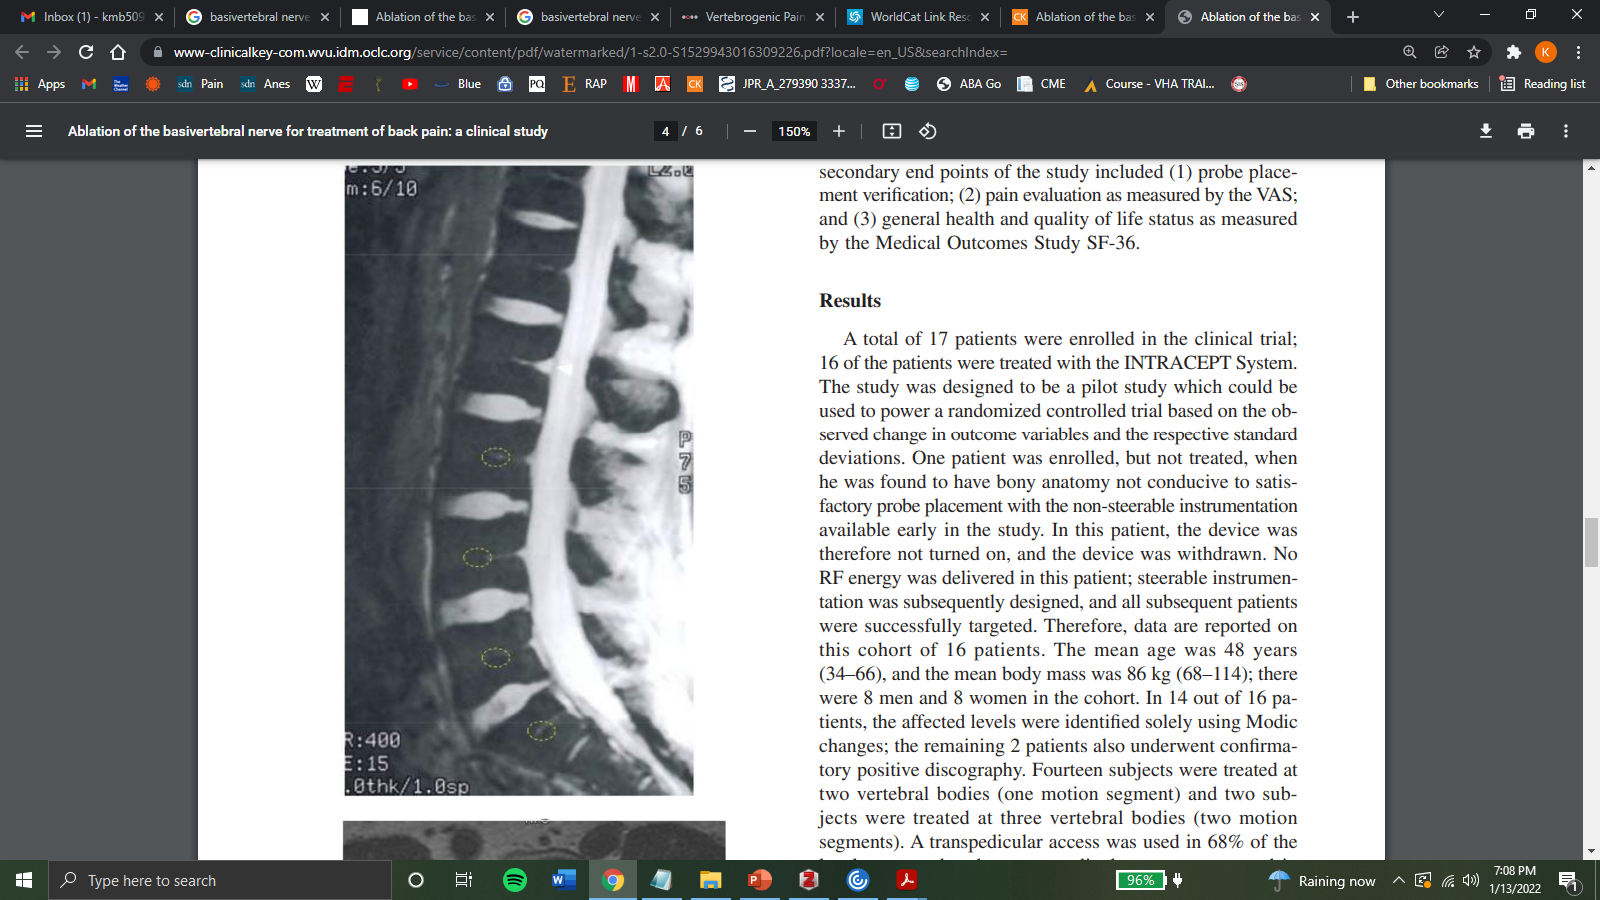 Inbox (1) - kmb509
basivertebral nerve
Ablation of the bas
basivertebral nerve
Vertebrogenic Pain
WorldCat Link Reso
Ablation of the bas
Ablation of the bas
www-clinicalkey-com.wvu.idm.oclc.org/service/content/pdf/watermarked/1-s2.0-S1529943016309226.pdf?locale=en_US&searchIndex=
K
Apps
sdn Pain
sdn Anes
W
Blue
PQ
E RAP
M
CK
JPR_A_279390 3337...
ABA Go
CME
Course - VHA TRAI...
Other bookmarks
Reading list
Ablation of the basivertebral nerve for treatment of back pain: a clinical study
4 / 6
150%
m:6/10
P
7
5
R:400
E:15
.0thk/1.0sp
secondary end points of the study included (1) probe place-
ment verification; (2) pain evaluation as measured by the VAS;
and (3) general health and quality of life status as measured
by the Medical Outcomes Study SF-36.
Results
A total of 17 patients were enrolled in the clinical trial;
16 of the patients were treated with the INTRACEPT System.
The study was designed to be a pilot study which could be
used to power a randomized controlled trial based on the ob-
served change in outcome variables and the respective standard
deviations. One patient was enrolled, but not treated, when
he was found to have bony anatomy not conducive to satis-
factory probe placement with the non-steerable instrumentation
available early in the study. In this patient, the device was
therefore not turned on, and the device was withdrawn. No
RF energy was delivered in this patient; steerable instrumen-
tation was subsequently designed, and all subsequent patients
were successfully targeted. Therefore, data are reported on
this cohort of 16 patients. The mean age was 48 years
(34–66), and the mean body mass was 86 kg (68–114); there
were 8 men and 8 women in the cohort. In 14 out of 16 pa-
tients, the affected levels were identified solely using Modic
changes; the remaining 2 patients also underwent confirma-
tory positive discography. Fourteen subjects were treated at
two vertebral bodies (one motion segment) and two sub-
jects were treated at three vertebral bodies (two motion
segments). A transpedicular access was used in 68% of the
Type here to search
96%
Raining now
7:08 PM
1/13/2022
1